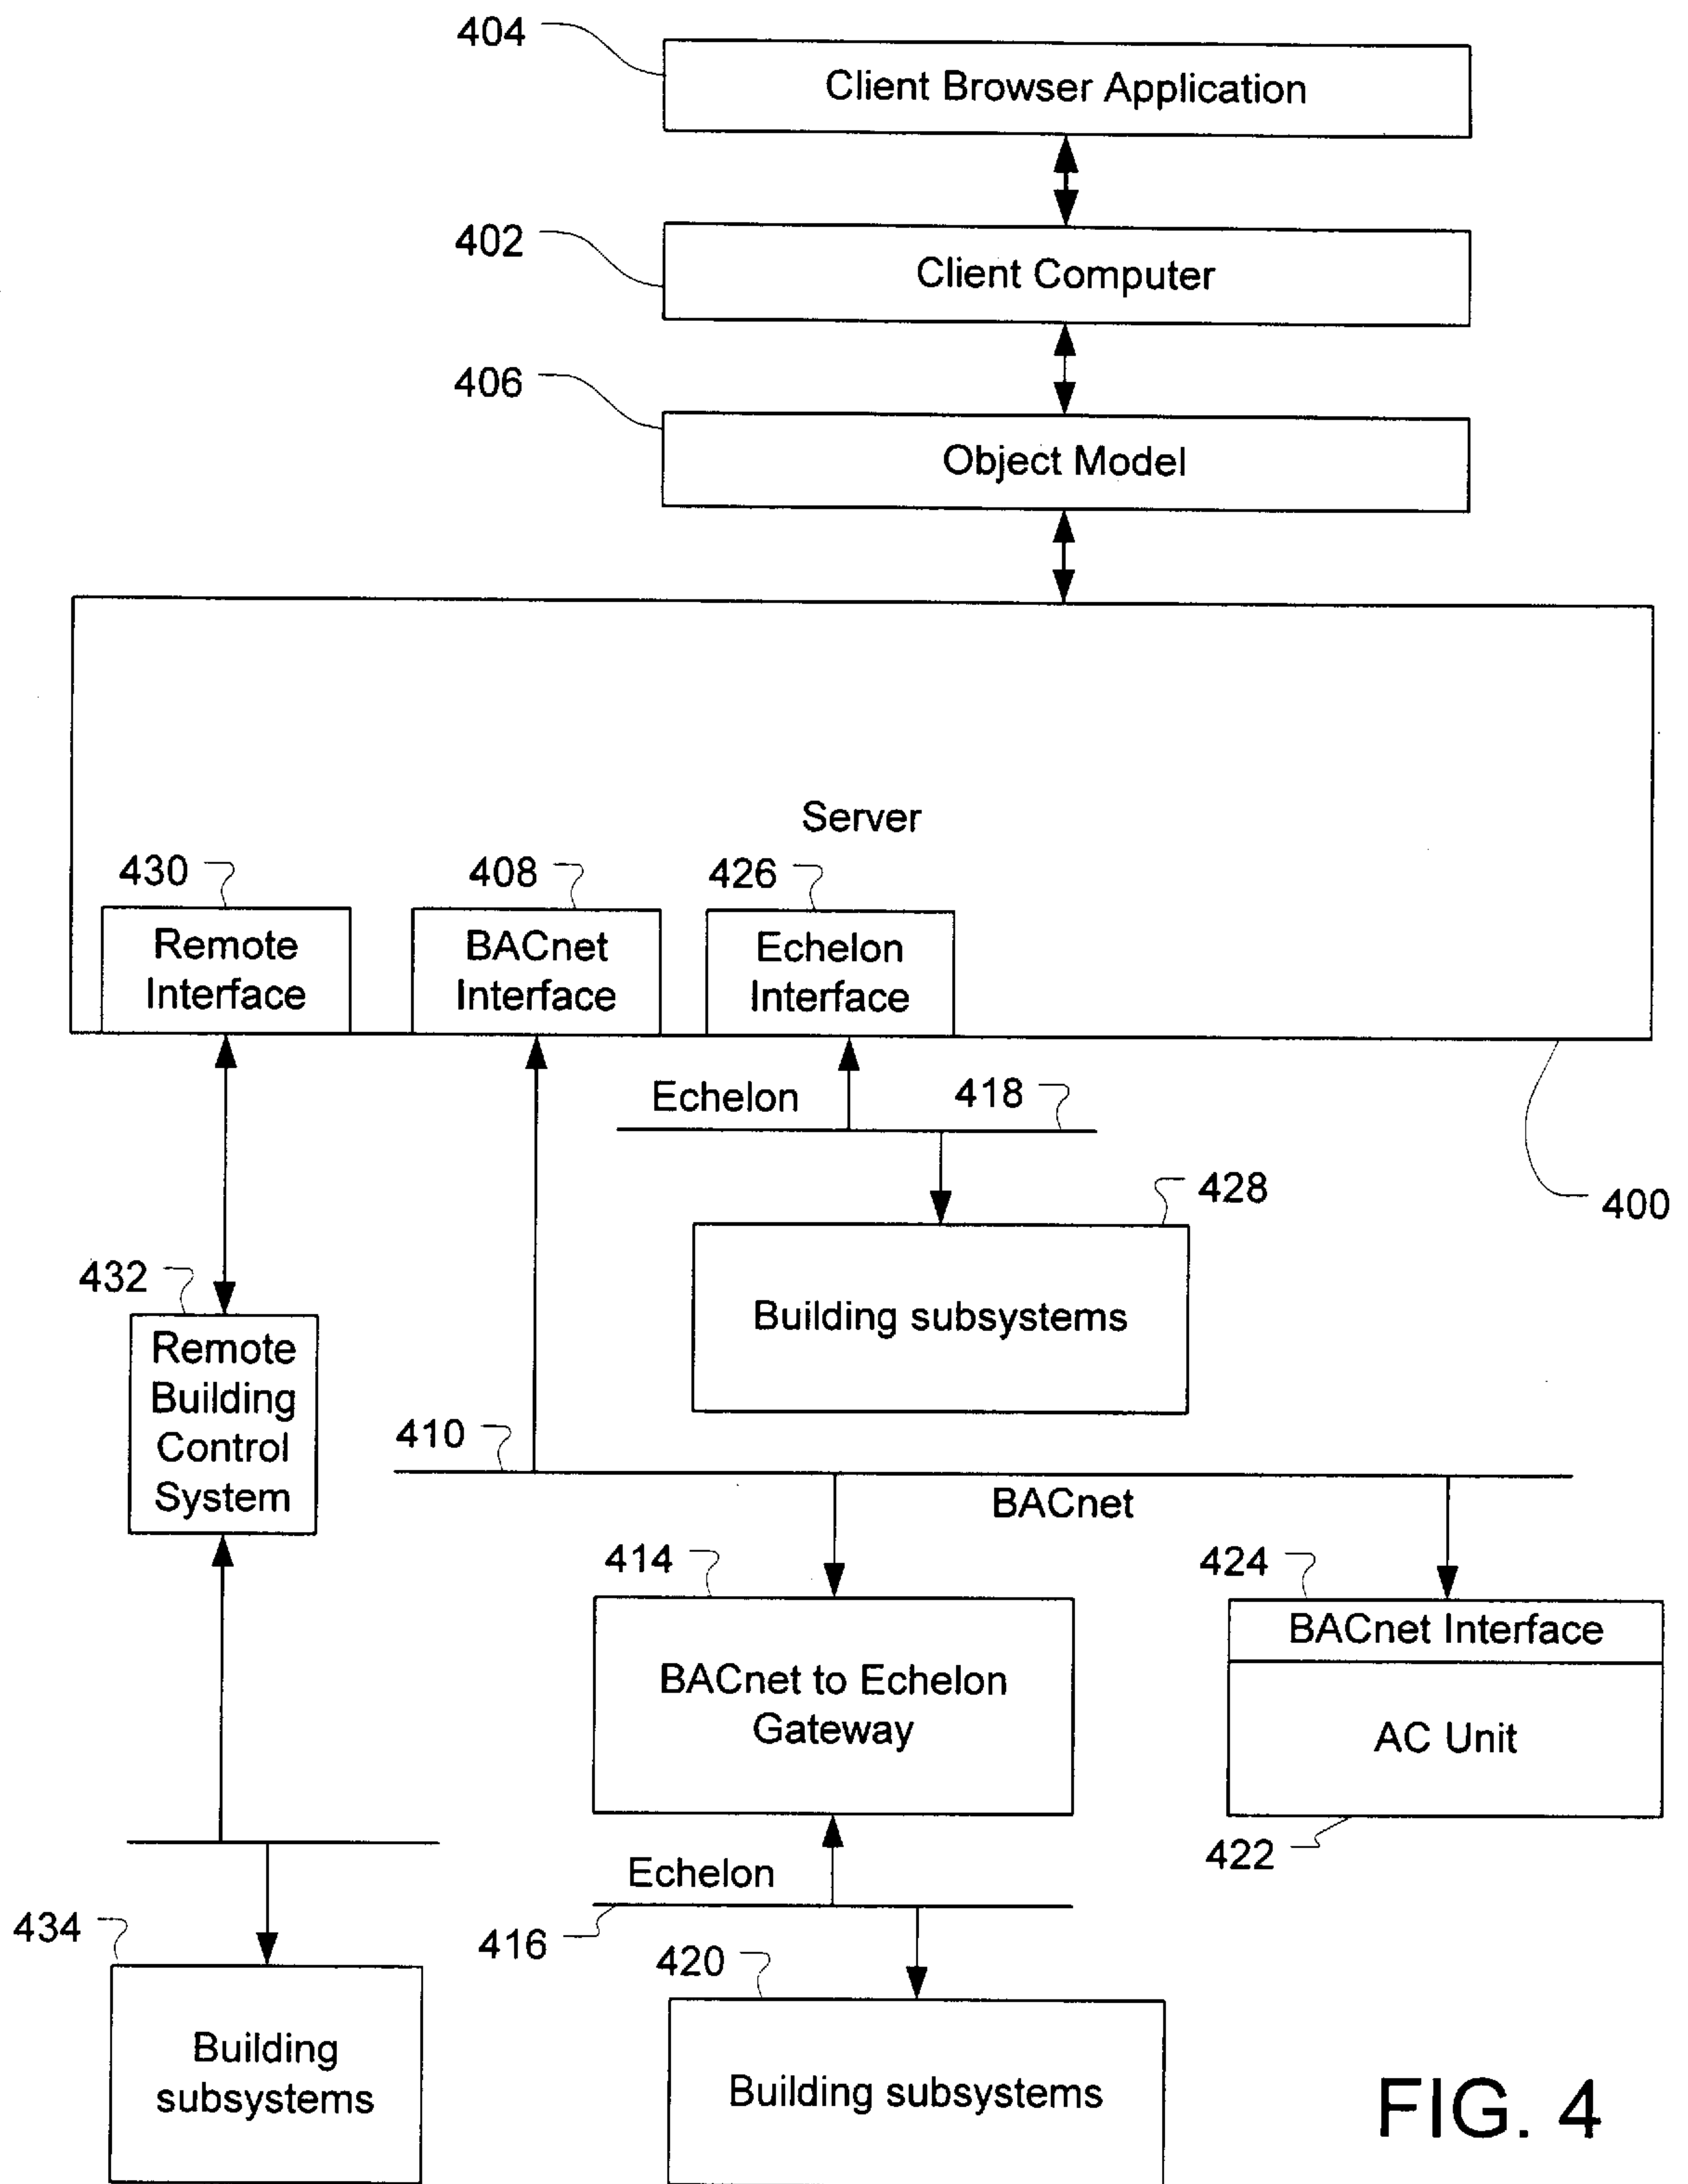 404
Client Browser Application
402
Client Computer
406
Object Model
Server
430
408
426
Remote
Interface
BACnet
Interface
Echelon
Interface
Echelon
418
428
400
432
Building subsystems
Remote
Building
Control
System
410
BACnet
414
424
BACnet Interface
BACnet to Echelon
Gateway
AC Unit
422
Echelon
434
416
420
Building
subsystems
Building subsystems
FIG. 4